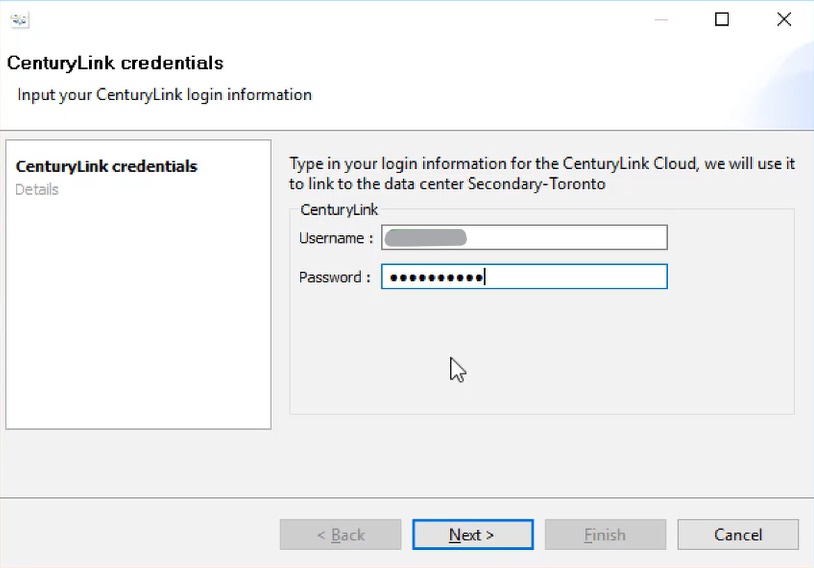 CenturyLink credentials
Input your CenturyLink login information
CenturyLink credentials
Details
Type in your login information for the CenturyLink Cloud, we will use it
to link to the data center Secondary-Toronto
CenturyLink
Username :
Password : ••••••••••
< Back
Next >
Finish
Cancel